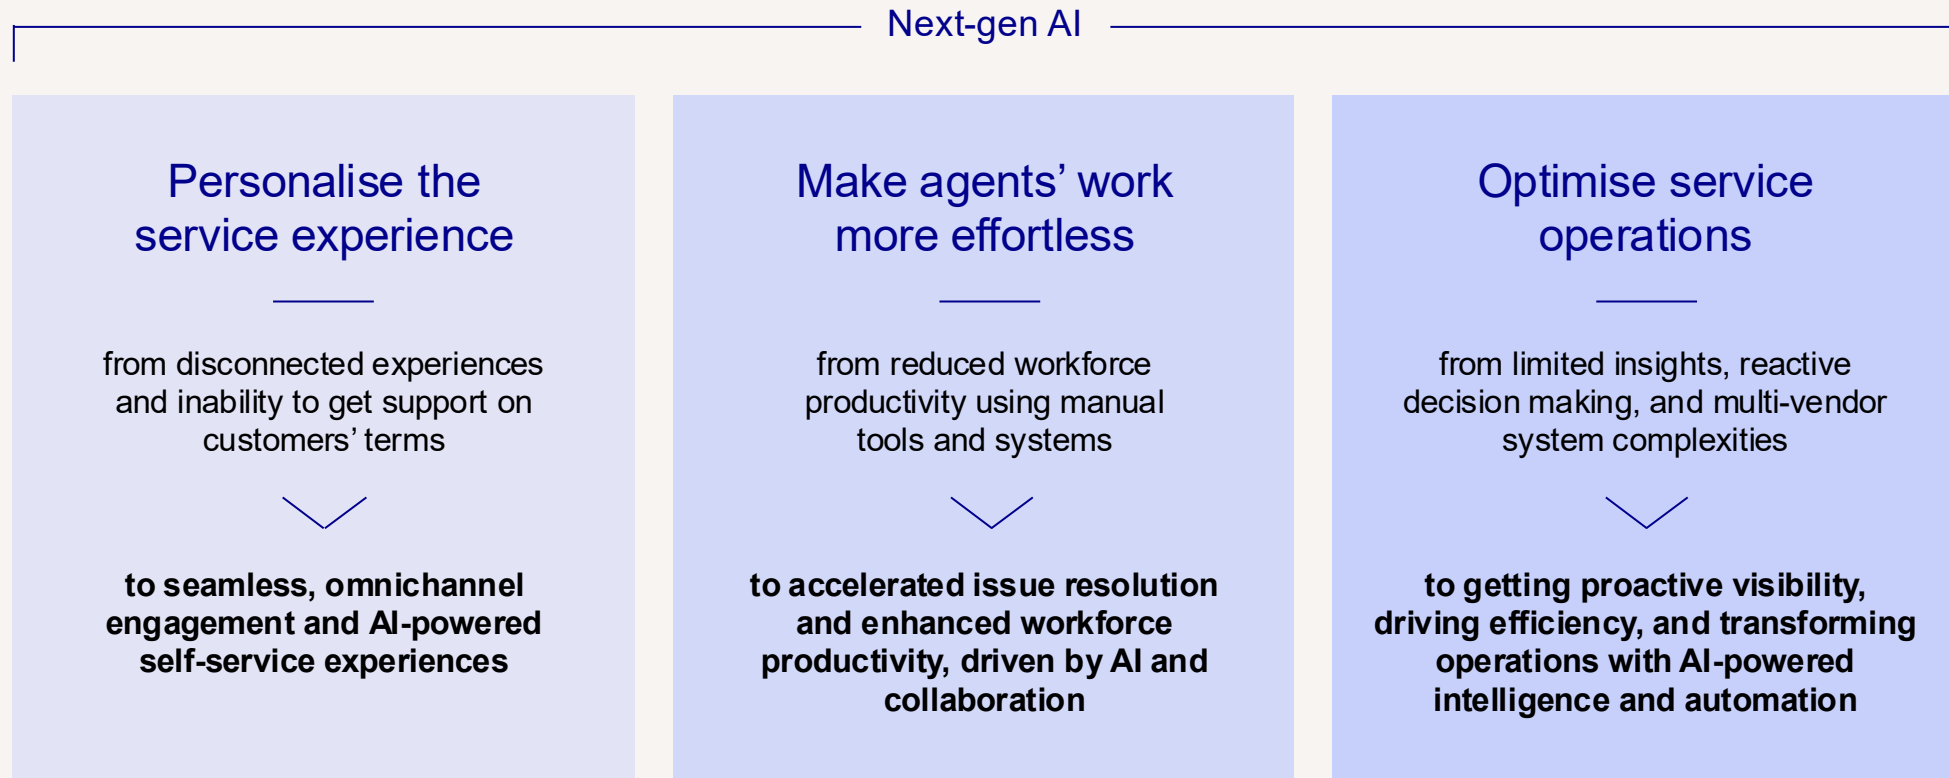 Next-gen AI
Personalise the
service experience
from disconnected experiences
and inability to get support on
customers’ terms
to seamless, omnichannel
engagement and AI-powered
self-service experiences
Make agents’ work
more effortless
from reduced workforce
productivity using manual
tools and systems
to accelerated issue resolution
and enhanced workforce
productivity, driven by AI and
collaboration
Optimise service
operations
from limited insights, reactive
decision making, and multi-vendor
system complexities
to getting proactive visibility,
driving efficiency, and transforming
operations with AI-powered
intelligence and automation